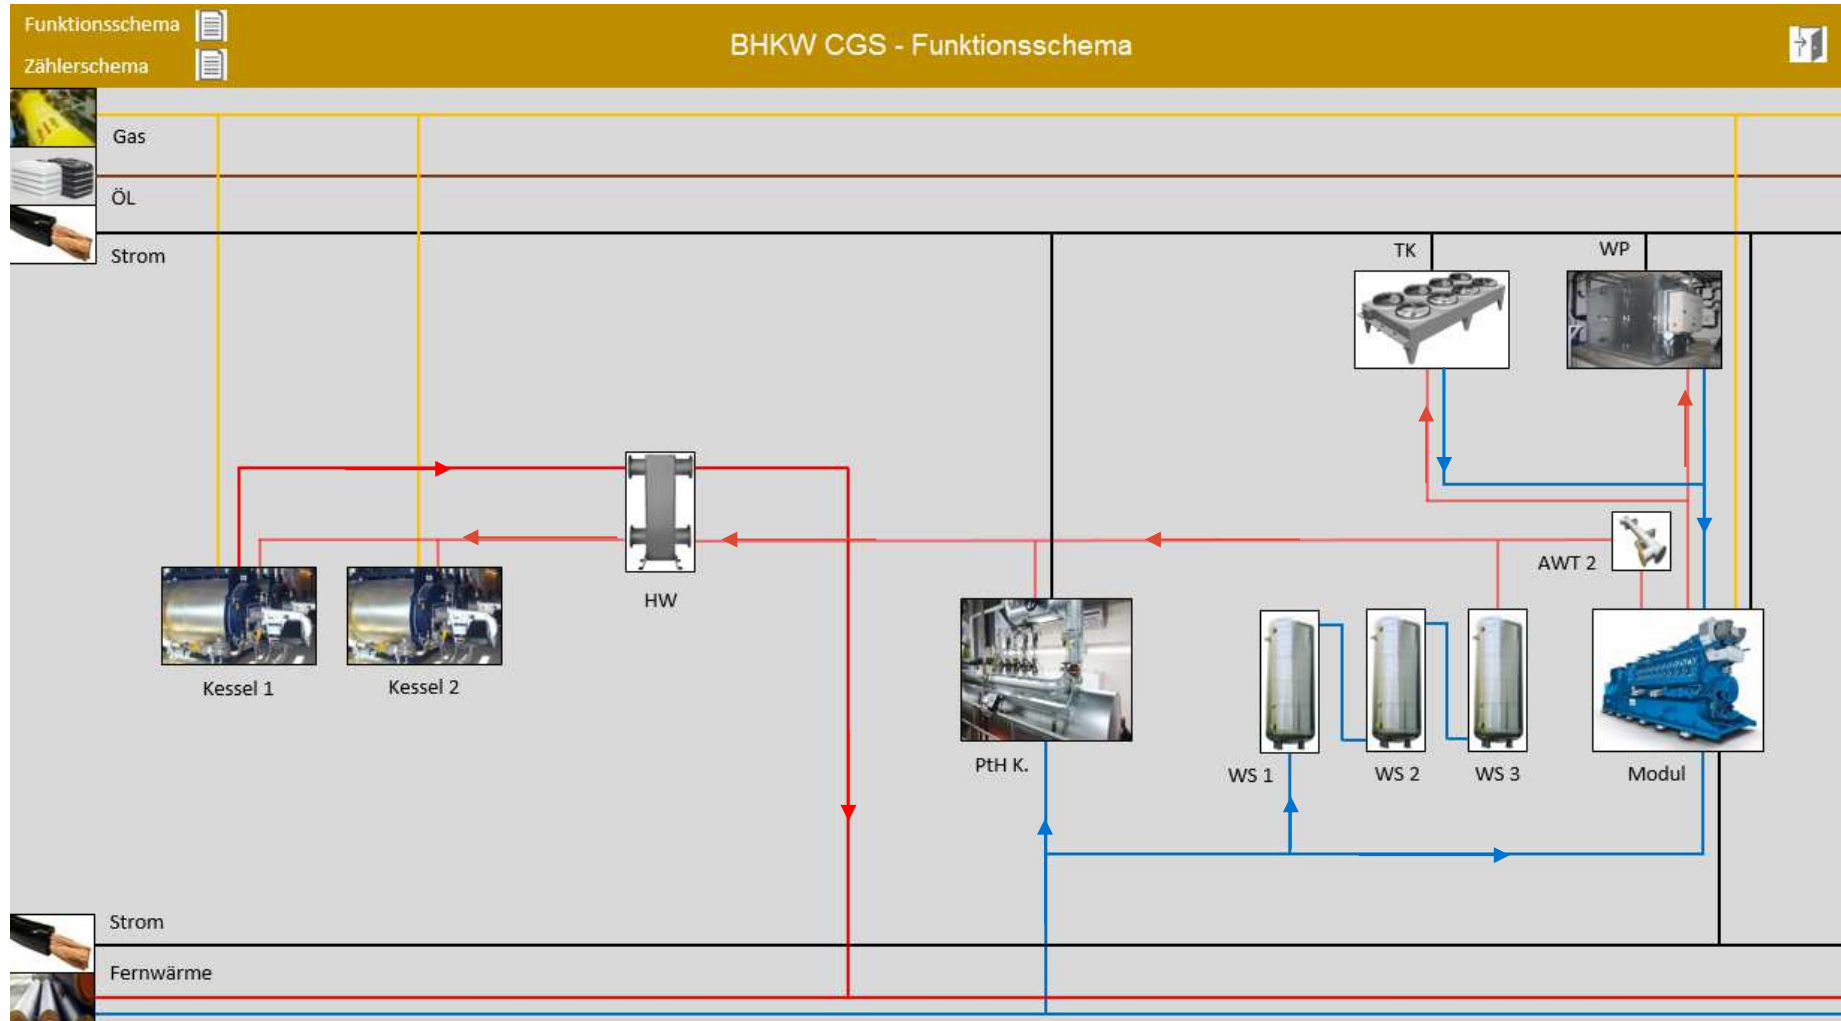 Funktionsschema
Zählerschema
BHKW CGS - Funktionsschema
Gas
ÖL
Strom
TK
WP
AWT 2
HW
Kessel 1
Kessel 2
PtH K.
WS 1
WS 2
WS 3
Modul
Strom
Fernwärme